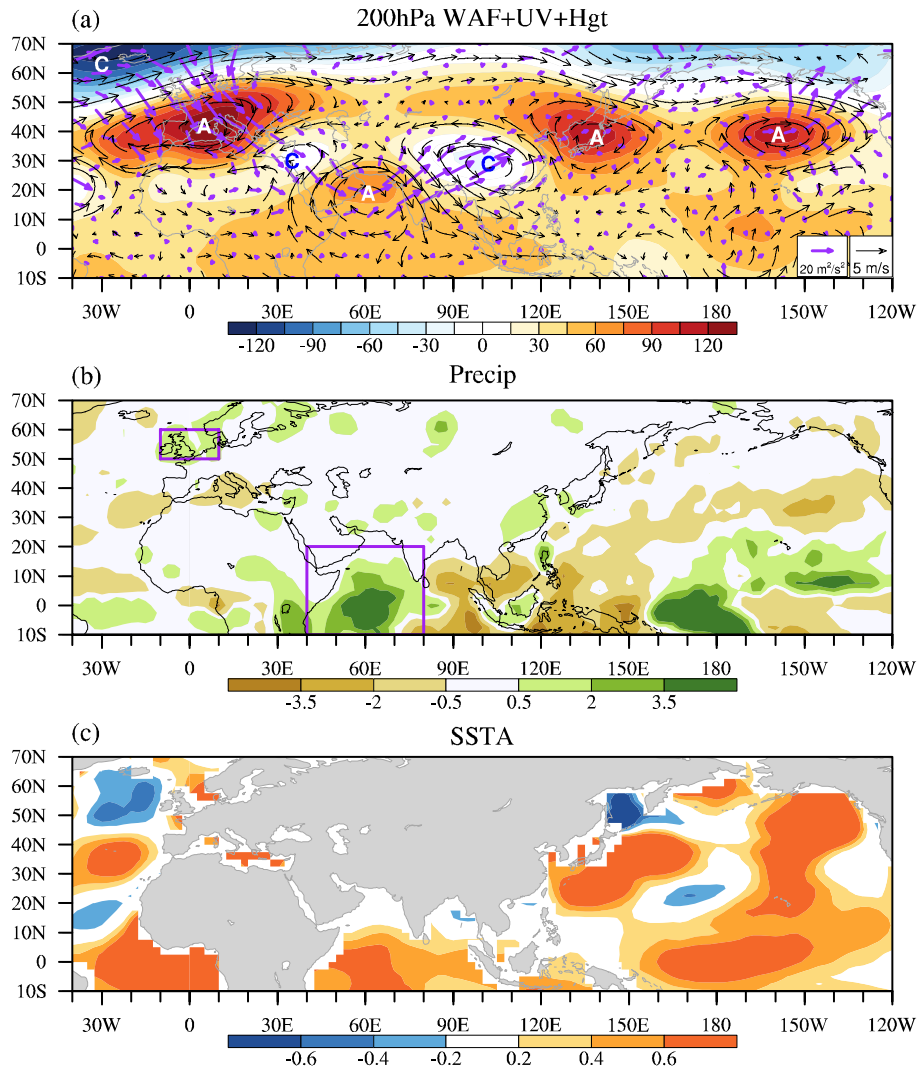 (a) 200hPa WAF+UV+Hgt
70N
60N
50N
40N
30N
20N
10N
0
10S
C
A
A
A
C
C
A
20 m²/s² 5 m/s
30W 0 30E 60E 90E 120E 150E 180 150W 120W
-120 -90 -60 -30 0 30 60 90 120
(b) Precip
70N
60N
50N
40N
30N
20N
10N
0
10S
30W 0 30E 60E 90E 120E 150E 180 150W 120W
-3.5 -2 -0.5 0.5 2 3.5
(c) SSTA
70N
60N
50N
40N
30N
20N
10N
0
10S
30W 0 30E 60E 90E 120E 150E 180 150W 120W
-0.6 -0.4 -0.2 0.2 0.4 0.6